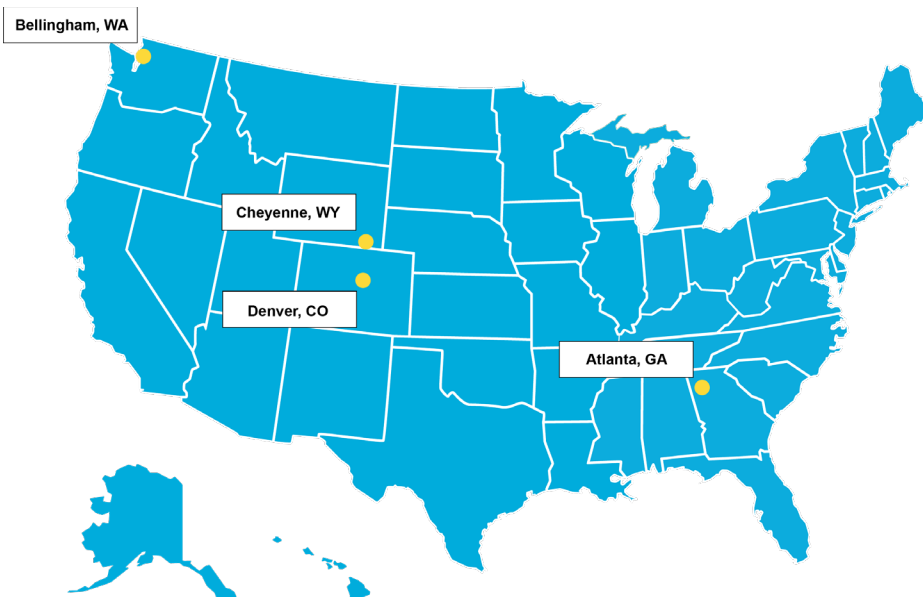 Bellingham, WA
Cheyenne, WY
Denver, CO
Atlanta, GA